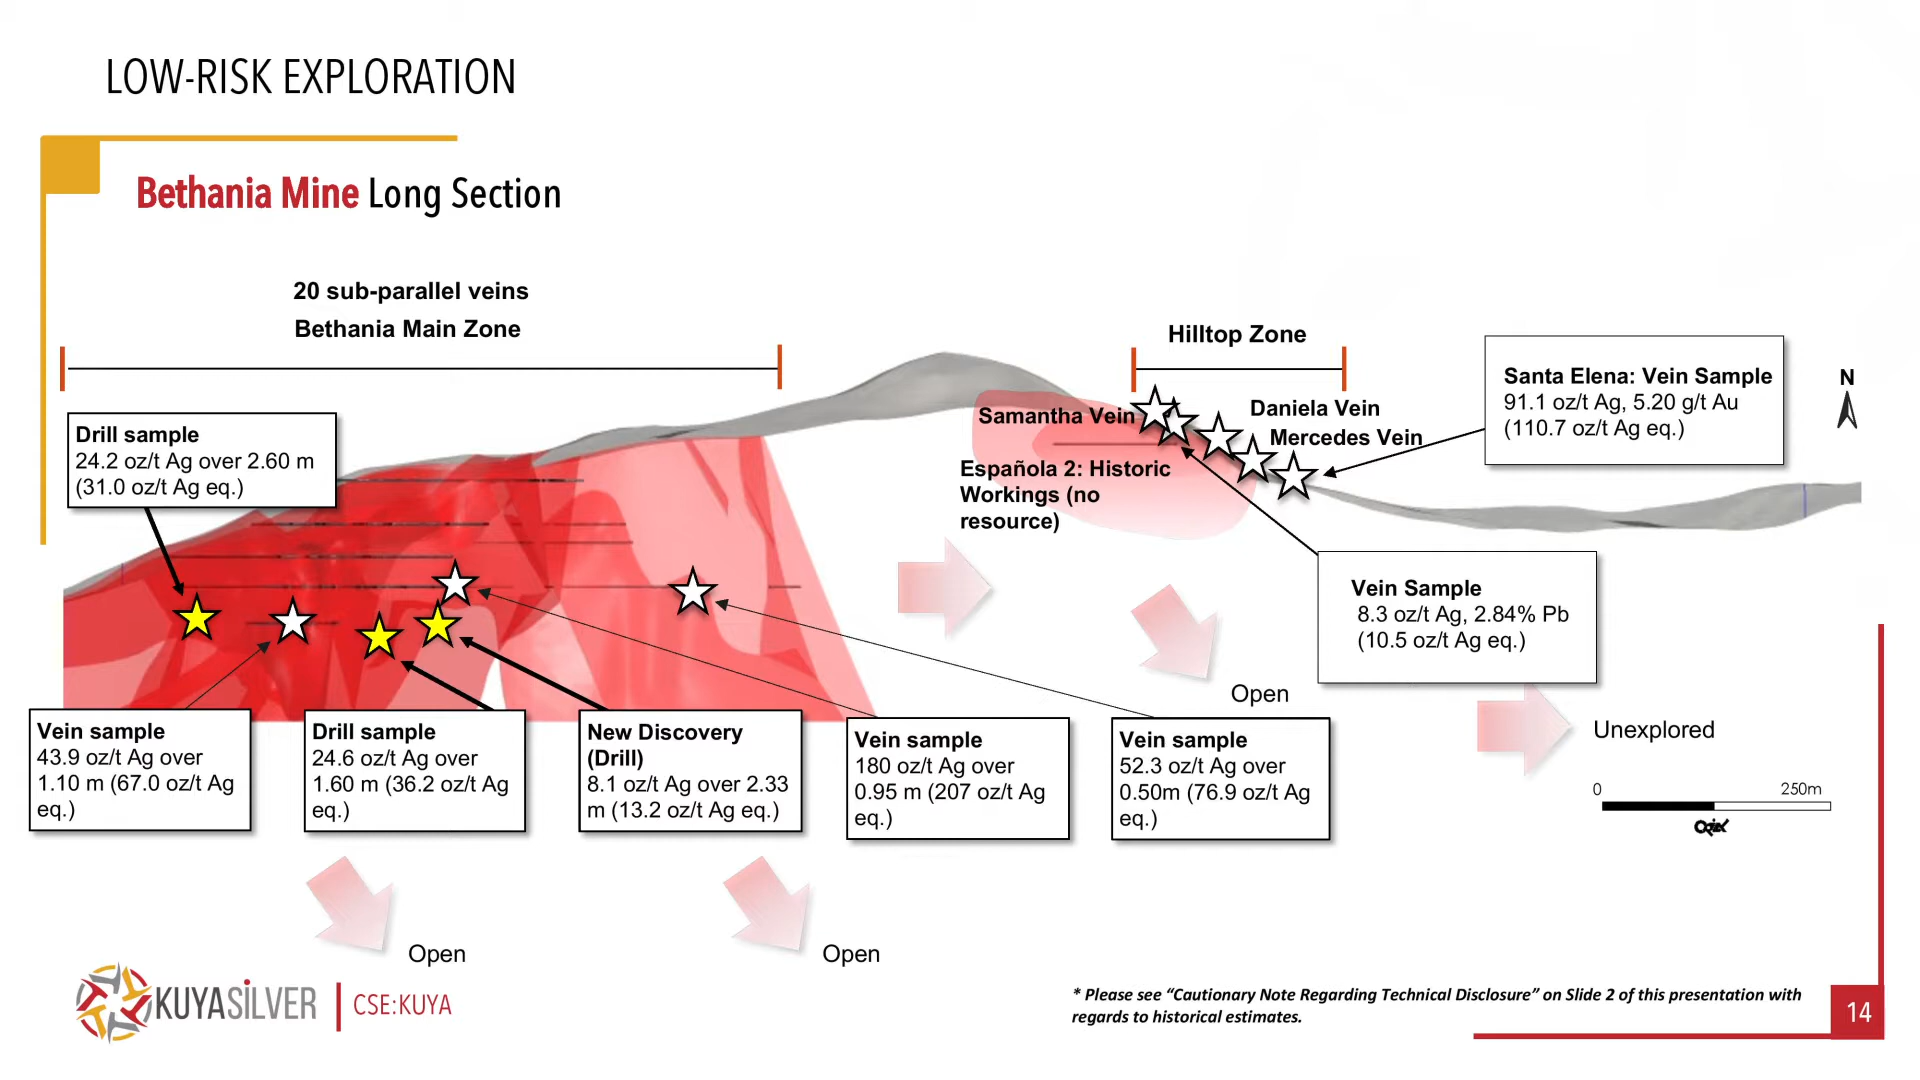 LOW-RISK EXPLORATION
Bethania Mine Long Section
20 sub-parallel veins
Bethania Main Zone
Hilltop Zone
Santa Elena: Vein Sample
91.1 oz/t Ag, 5.20 g/t Au
(110.7 oz/t Ag eq.)
N
Samantha Vein
Daniela Vein
Mercedes Vein
Drill sample
24.2 oz/t Ag over 2.60 m
(31.0 oz/t Ag eq.)
Española 2: Historic
Workings (no
resource)
Vein Sample
8.3 oz/t Ag, 2.84% Pb
(10.5 oz/t Ag eq.)
Open
Unexplored
Vein sample
43.9 oz/t Ag over
1.10 m (67.0 oz/t Ag
eq.)
Drill sample
24.6 oz/t Ag over
1.60 m (36.2 oz/t Ag
eq.)
New Discovery
(Drill)
8.1 oz/t Ag over 2.33
m (13.2 oz/t Ag eq.)
Vein sample
180 oz/t Ag over
0.95 m (207 oz/t Ag
eq.)
Vein sample
52.3 oz/t Ag over
0.50m (76.9 oz/t Ag
eq.)
0 250m
Open
Open
KUYASILVER CSE:KUYA
* Please see “Cautionary Note Regarding Technical Disclosure” on Slide 2 of this presentation with
regards to historical estimates.
14